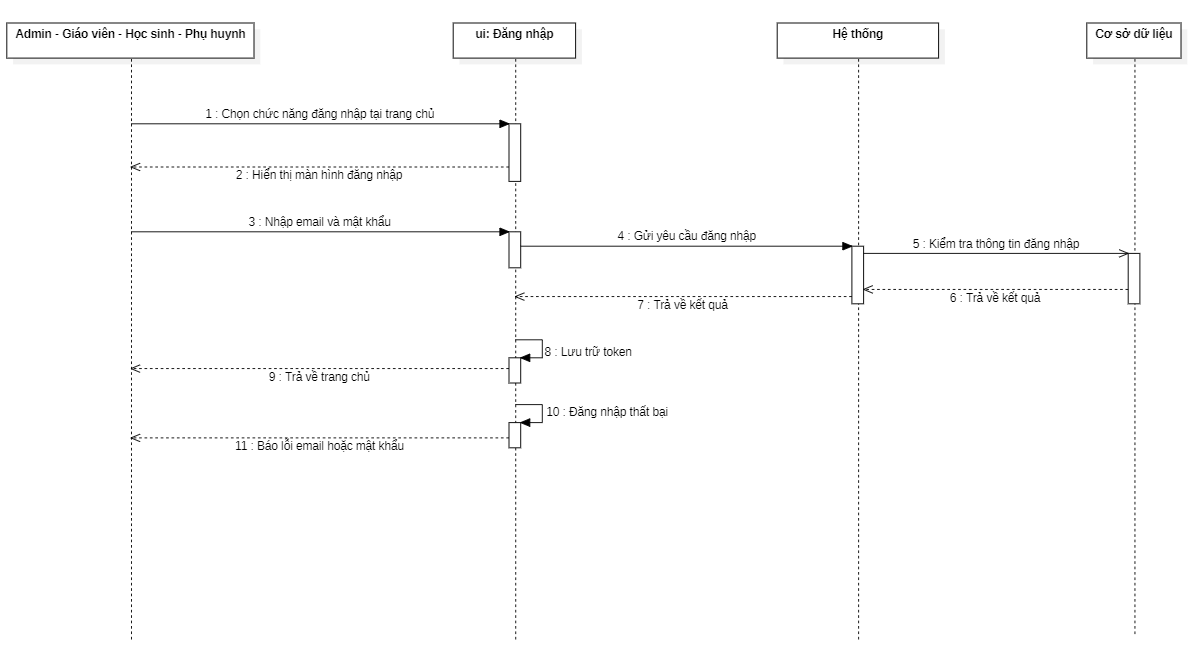 Admin - Giáo viên - Học sinh - Phụ huynh
ui: Đăng nhập
Hệ thống
Cơ sở dữ liệu
1 : Chọn chức năng đăng nhập tại trang chủ
2 : Hiển thị màn hình đăng nhập
3 : Nhập email và mật khẩu
4 : Gửi yêu cầu đăng nhập
5 : Kiểm tra thông tin đăng nhập
6 : Trả về kết quả
7 : Trả về kết quả
8 : Lưu trữ token
9 : Trả về trang chủ
10 : Đăng nhập thất bại
11 : Báo lỗi email hoặc mật khẩu